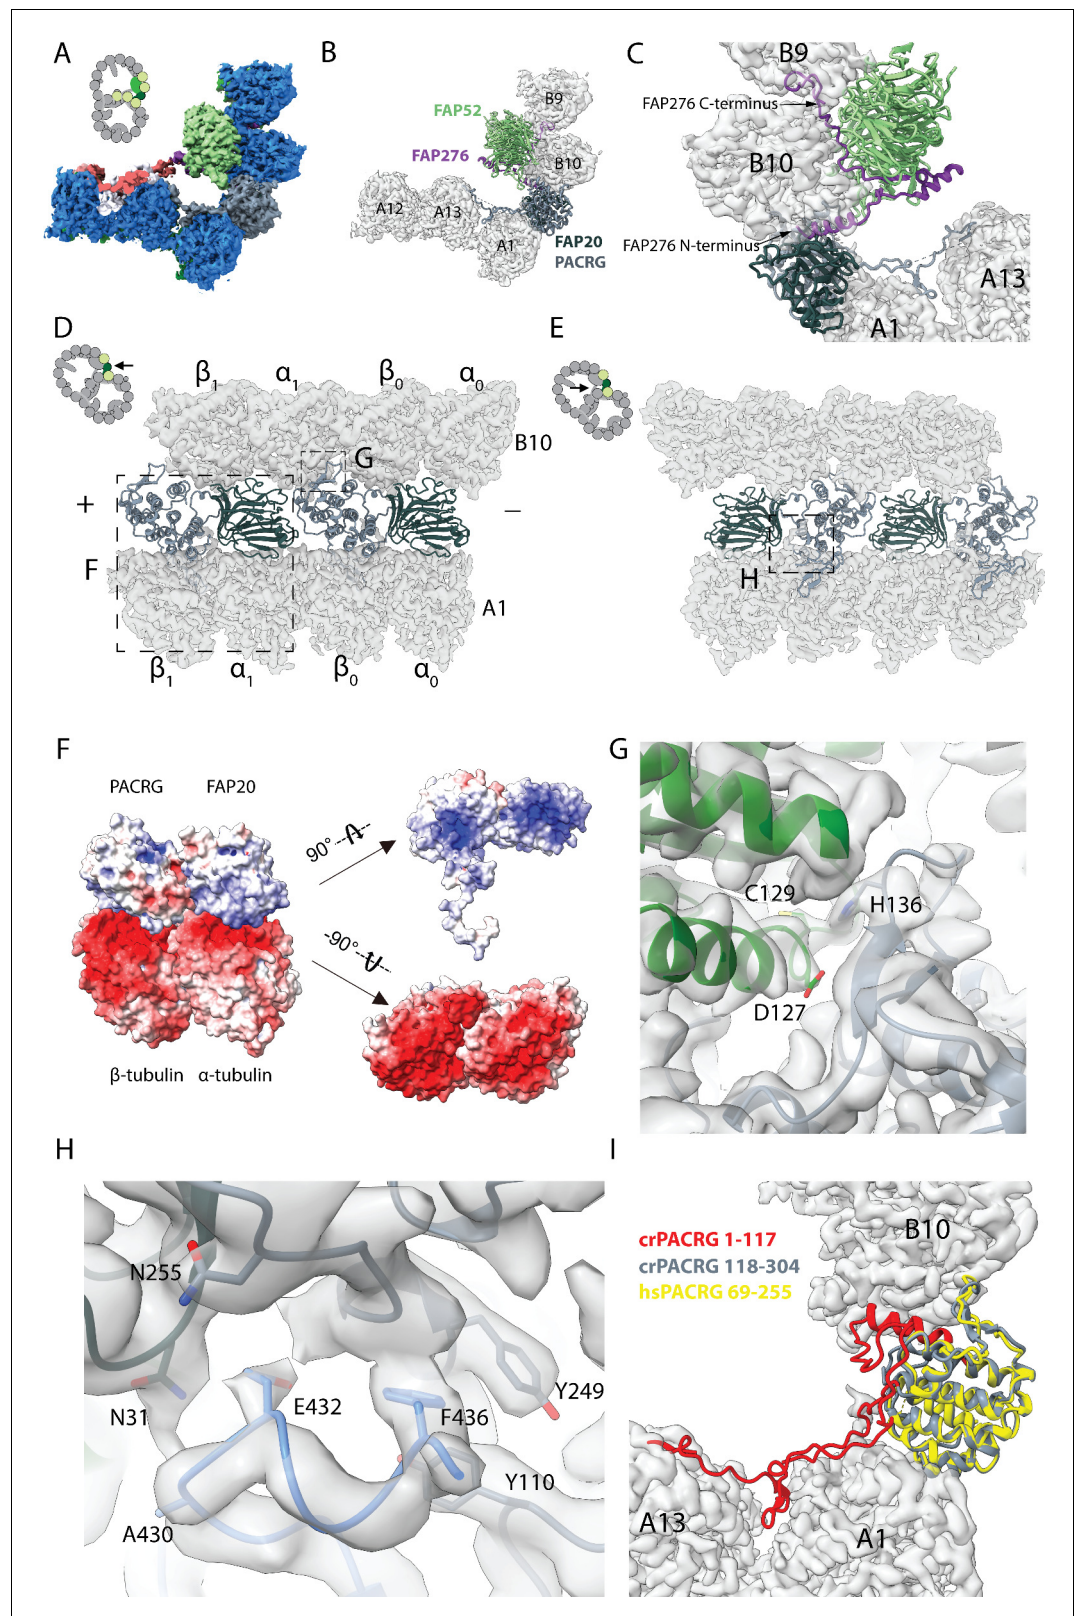 A
B
B9
FAP52
FAP276
B10
A12
A13
A1
FAP20
PACRG
C
B9
FAP276 C-terminus
B10
FAP276 N-terminus
A13
A1
D
β1 α1 β0 α0
B10
G
+
–
F
A1
β1 α1 β0 α0
E
H
F
PACRG FAP20
90°
-90°
β-tubulin α-tubulin
G
C129
H136
D127
H
N255
N31
E432
F436
Y249
Y110
A430
I
B10
crPACRG 1-117
crPACRG 118-304
hsPACRG 69-255
A13
A1